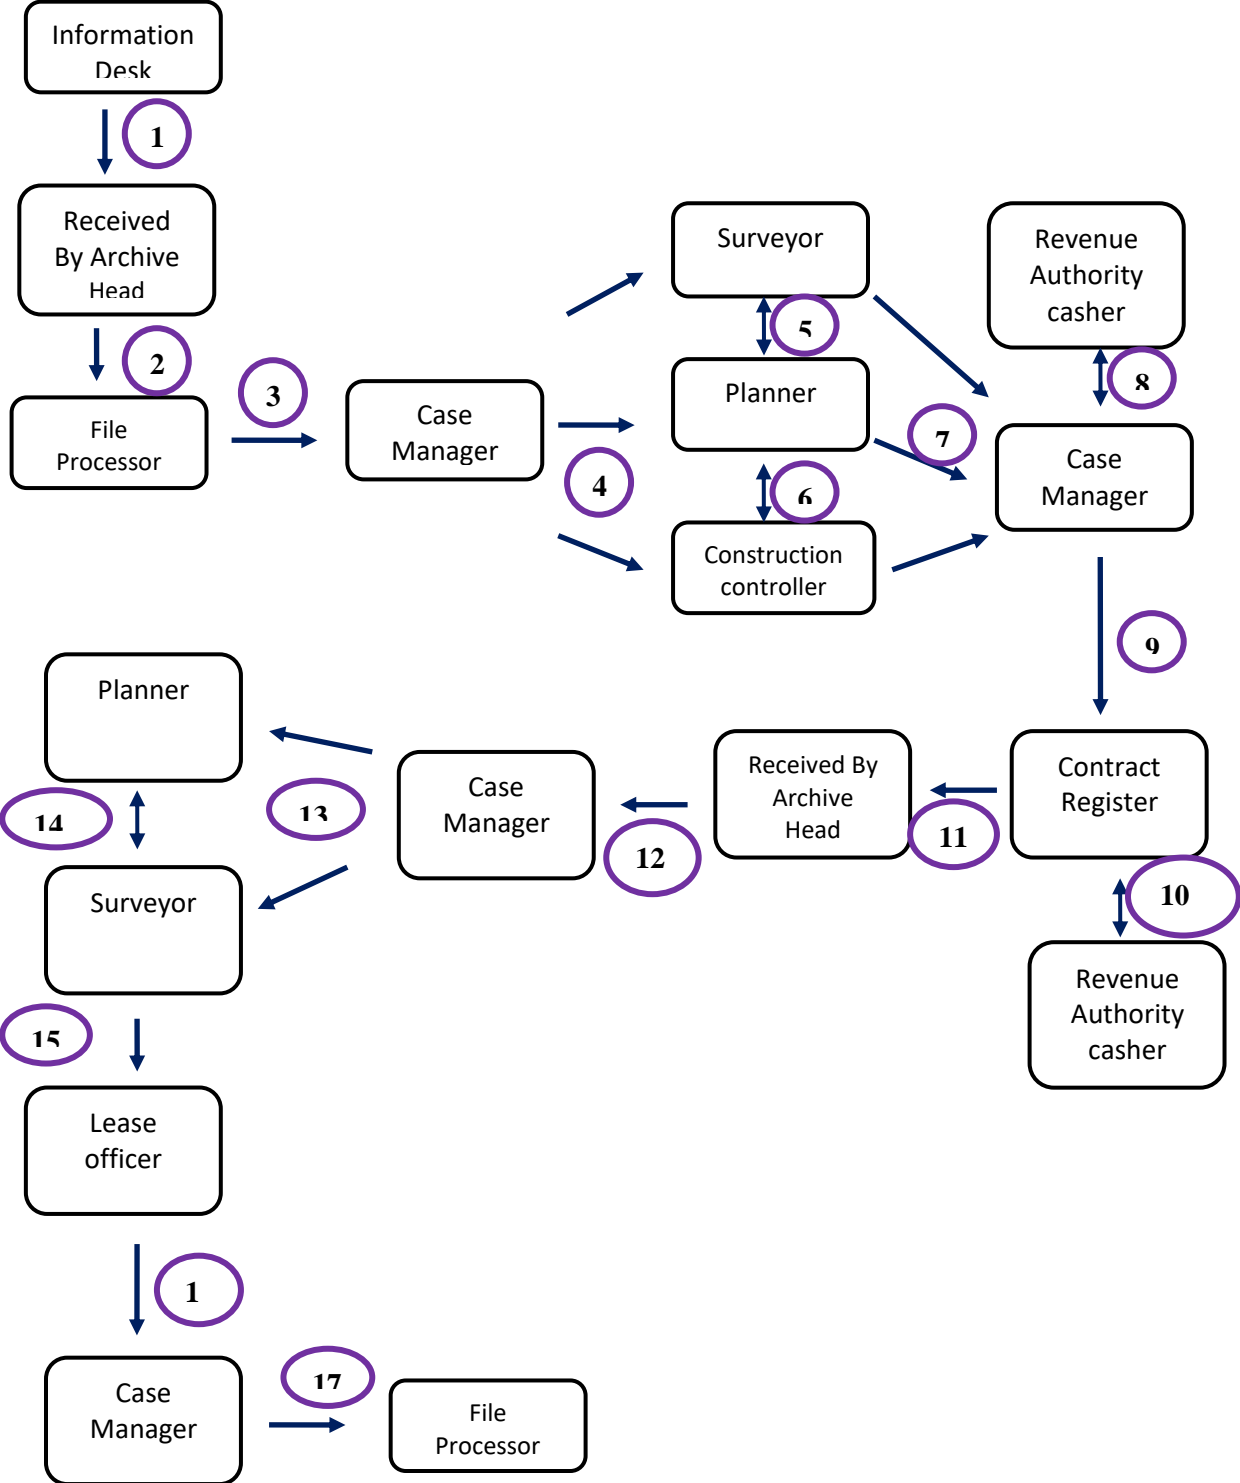 Information
Desk
1
Received
By Archive
Head
2
File
Processor
3
Case
Manager
4
Surveyor
5
Planner
6
Construction
controller
7
Revenue
Authority
casher
8
Case
Manager
9
Contract
Register
10
Revenue
Authority
casher
11
Received By
Archive
Head
12
Case
Manager
13
Planner
14
Surveyor
15
Lease
officer
1
Case
Manager
17
File
Processor